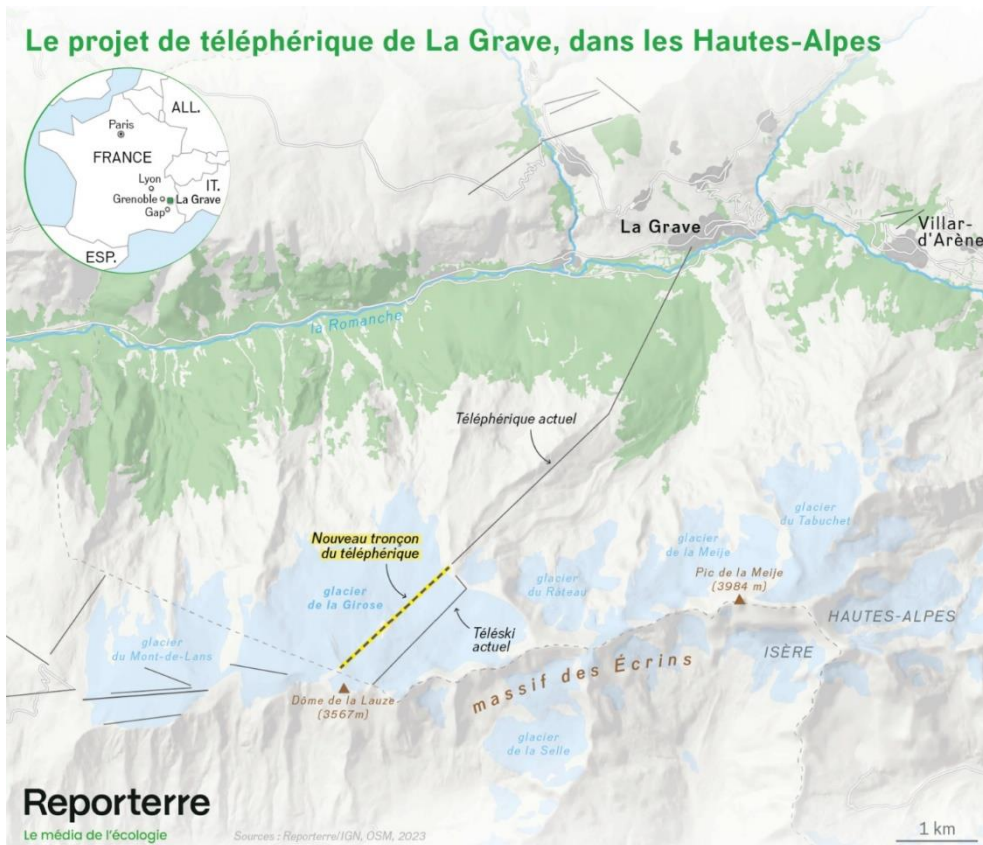 Le projet de téléphérique de La Grave, dans les Hautes-Alpes
ALL.
Paris
FRANCE
Lyon
IT.
Grenoble
La Grave
Gap
ESP.
La Grave
Villar-
d'Arène
la Romanche
Téléphérique actuel
Nouveau tronçon
du téléphérique
glacier
de la Girose
glacier
du Tabuchet
glacier
de la Meije
Pic de la Meije
(3984 m)
glacier
du Râteau
HAUTES-ALPES
ISÈRE
Téléski
actuel
glacier
du Mont-de-Lans
massif des Écrins
Dôme de la Lauze
(3567m)
glacier
de la Selle
Reporterre
Le média de l'écologie
Sources : Reporterre/IGN, OSM, 2023
1 km